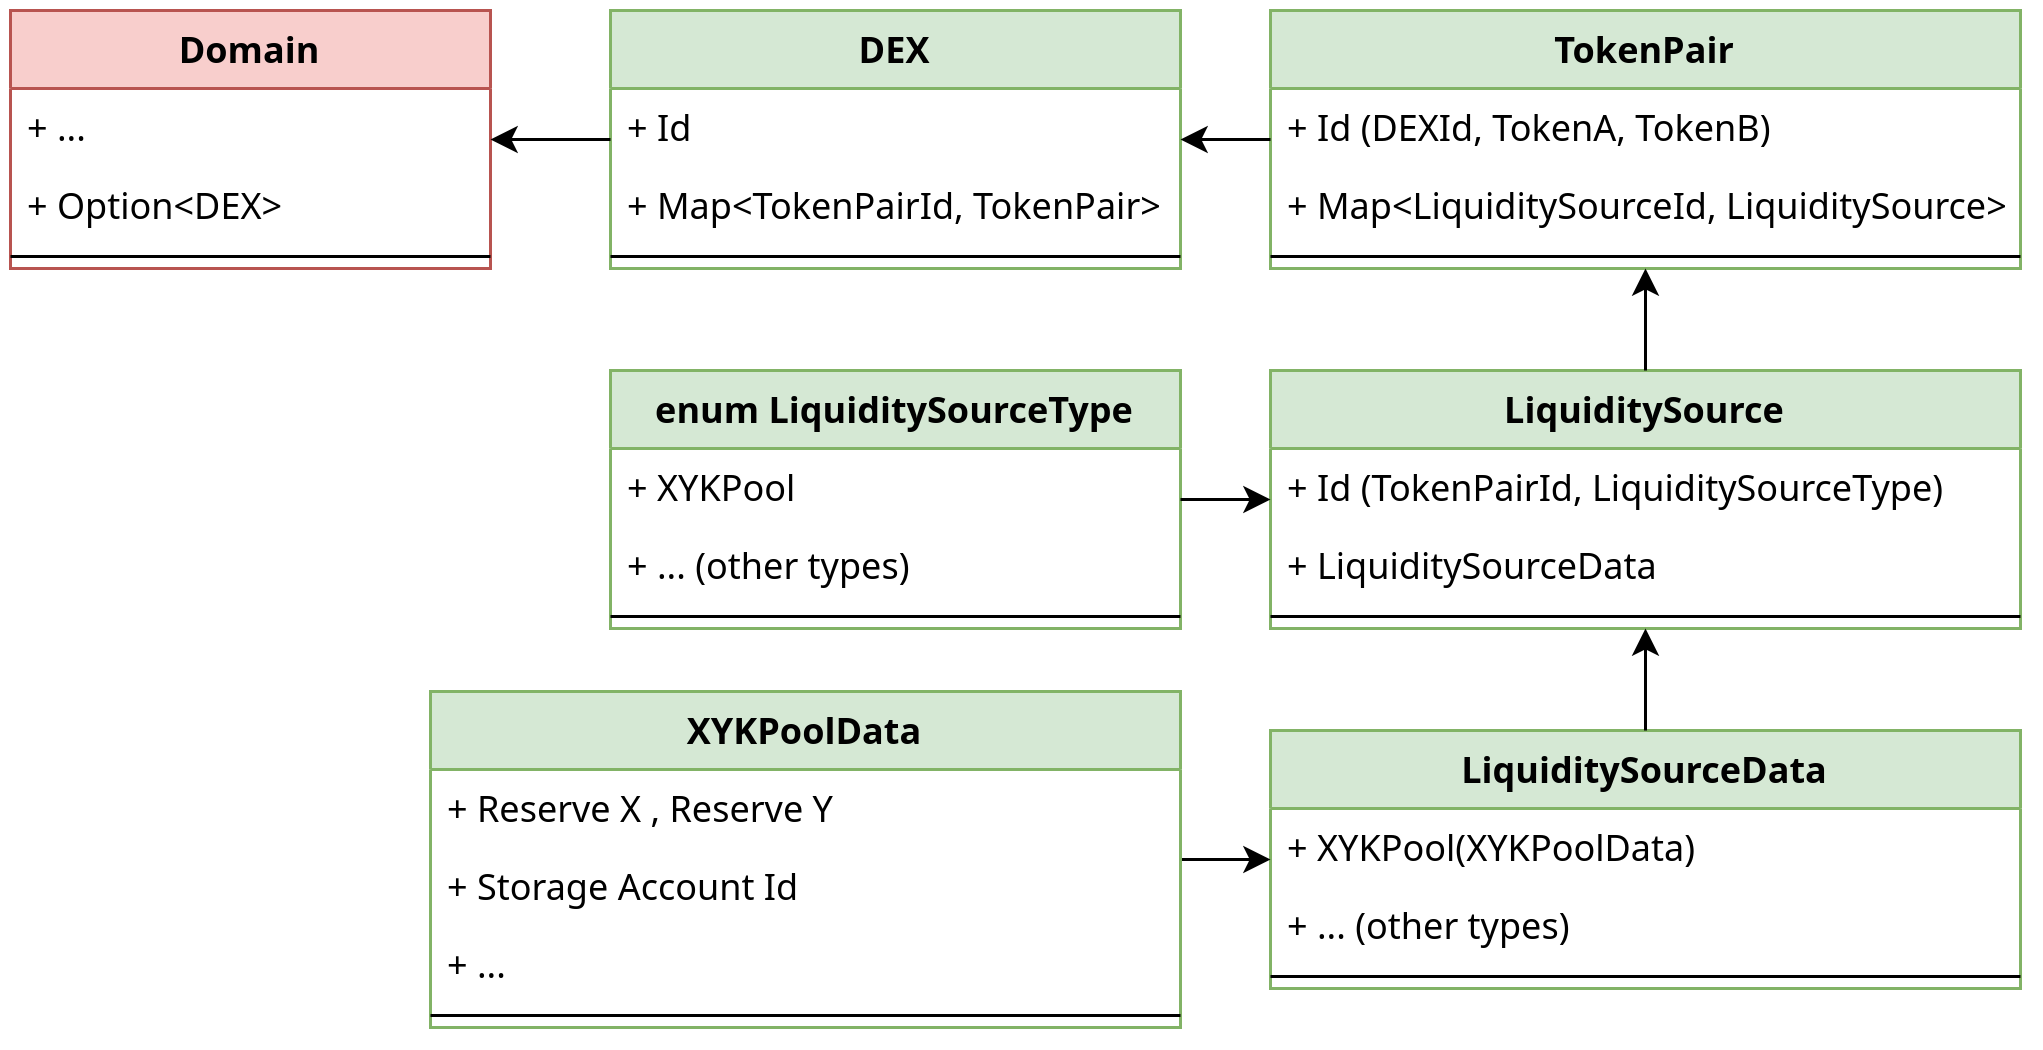 Domain
+ ...
+ Option<DEX>
DEX
+ Id
+ Map<TokenPairId, TokenPair>
TokenPair
+ Id (DEXId, TokenA, TokenB)
+ Map<LiquiditySourceId, LiquiditySource>
enum LiquiditySourceType
+ XYKPool
+ ... (other types)
LiquiditySource
+ Id (TokenPairId, LiquiditySourceType)
+ LiquiditySourceData
XYKPoolData
+ Reserve X , Reserve Y
+ Storage Account Id
+ ...
LiquiditySourceData
+ XYKPool(XYKPoolData)
+ ... (other types)